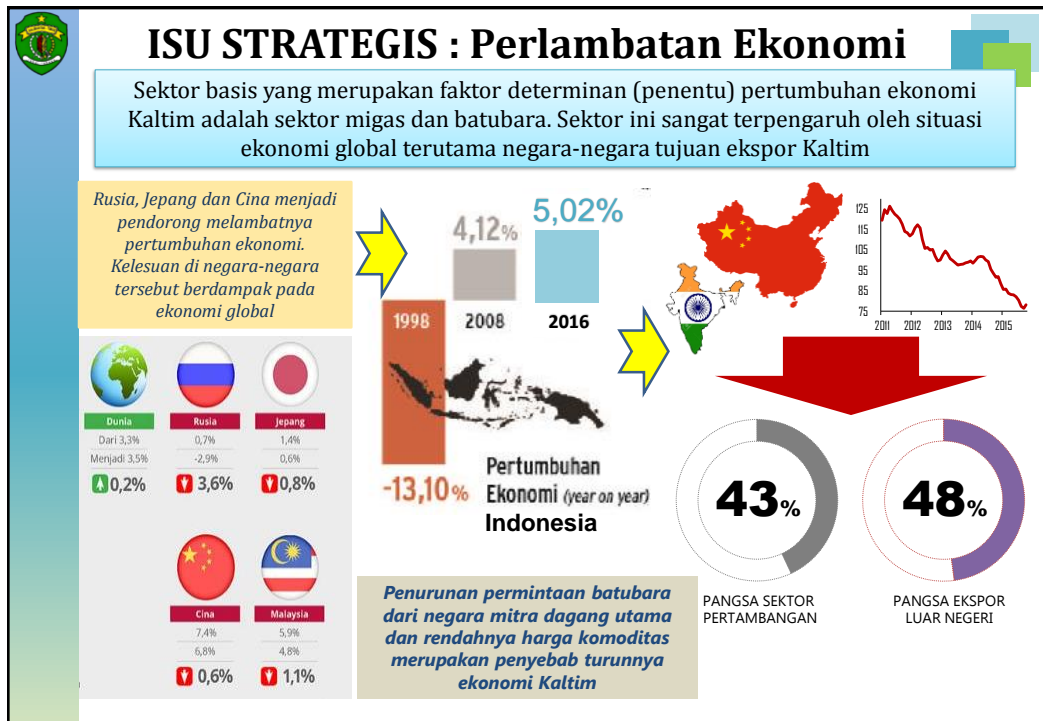 ISU STRATEGIS : Perlambatan Ekonomi
Sektor basis yang merupakan faktor determinan (penentu) pertumbuhan ekonomi
Kaltim adalah sektor migas dan batubara. Sektor ini sangat terpengaruh oleh situasi
ekonomi global terutama negara-negara tujuan ekspor Kaltim
Rusia, Jepang dan Cina menjadi
pendorong melambatnya
pertumbuhan ekonomi.
Kelesuan di negara-negara
tersebut berdampak pada
ekonomi global
Dunia
Dari 3,3%
Menjadi 3,5%
0,2%
Rusia
0,7%
-2,9%
3,6%
Jepang
1,4%
0,6%
0,8%
Cina
7,4%
6,8%
0,6%
Malaysia
5,9%
4,8%
1,1%
4,12%
5,02%
1998
2008
2016
-13,10%
Pertumbuhan
Ekonomi (year on year)
Indonesia
125
115
105
95
85
75
2011 2012 2013 2014 2015
43%
PANGSA SEKTOR
PERTAMBANGAN
48%
PANGSA EKSPOR
LUAR NEGERI
Penurunan permintaan batubara
dari negara mitra dagang utama
dan rendahnya harga komoditas
merupakan penyebab turunnya
ekonomi Kaltim